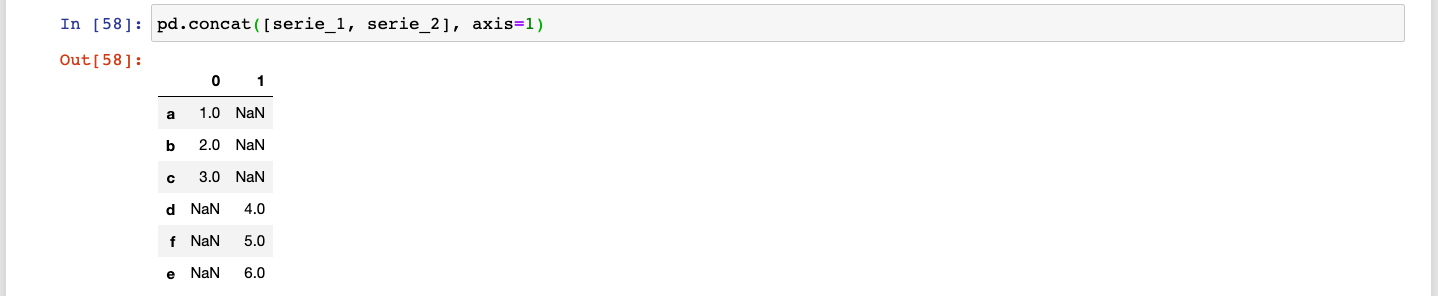 In [58]: pd.concat([serie_1, serie_2], axis=1)
Out[58]:
0 1
a 1.0 NaN
b 2.0 NaN
c 3.0 NaN
d NaN 4.0
f NaN 5.0
e NaN 6.0